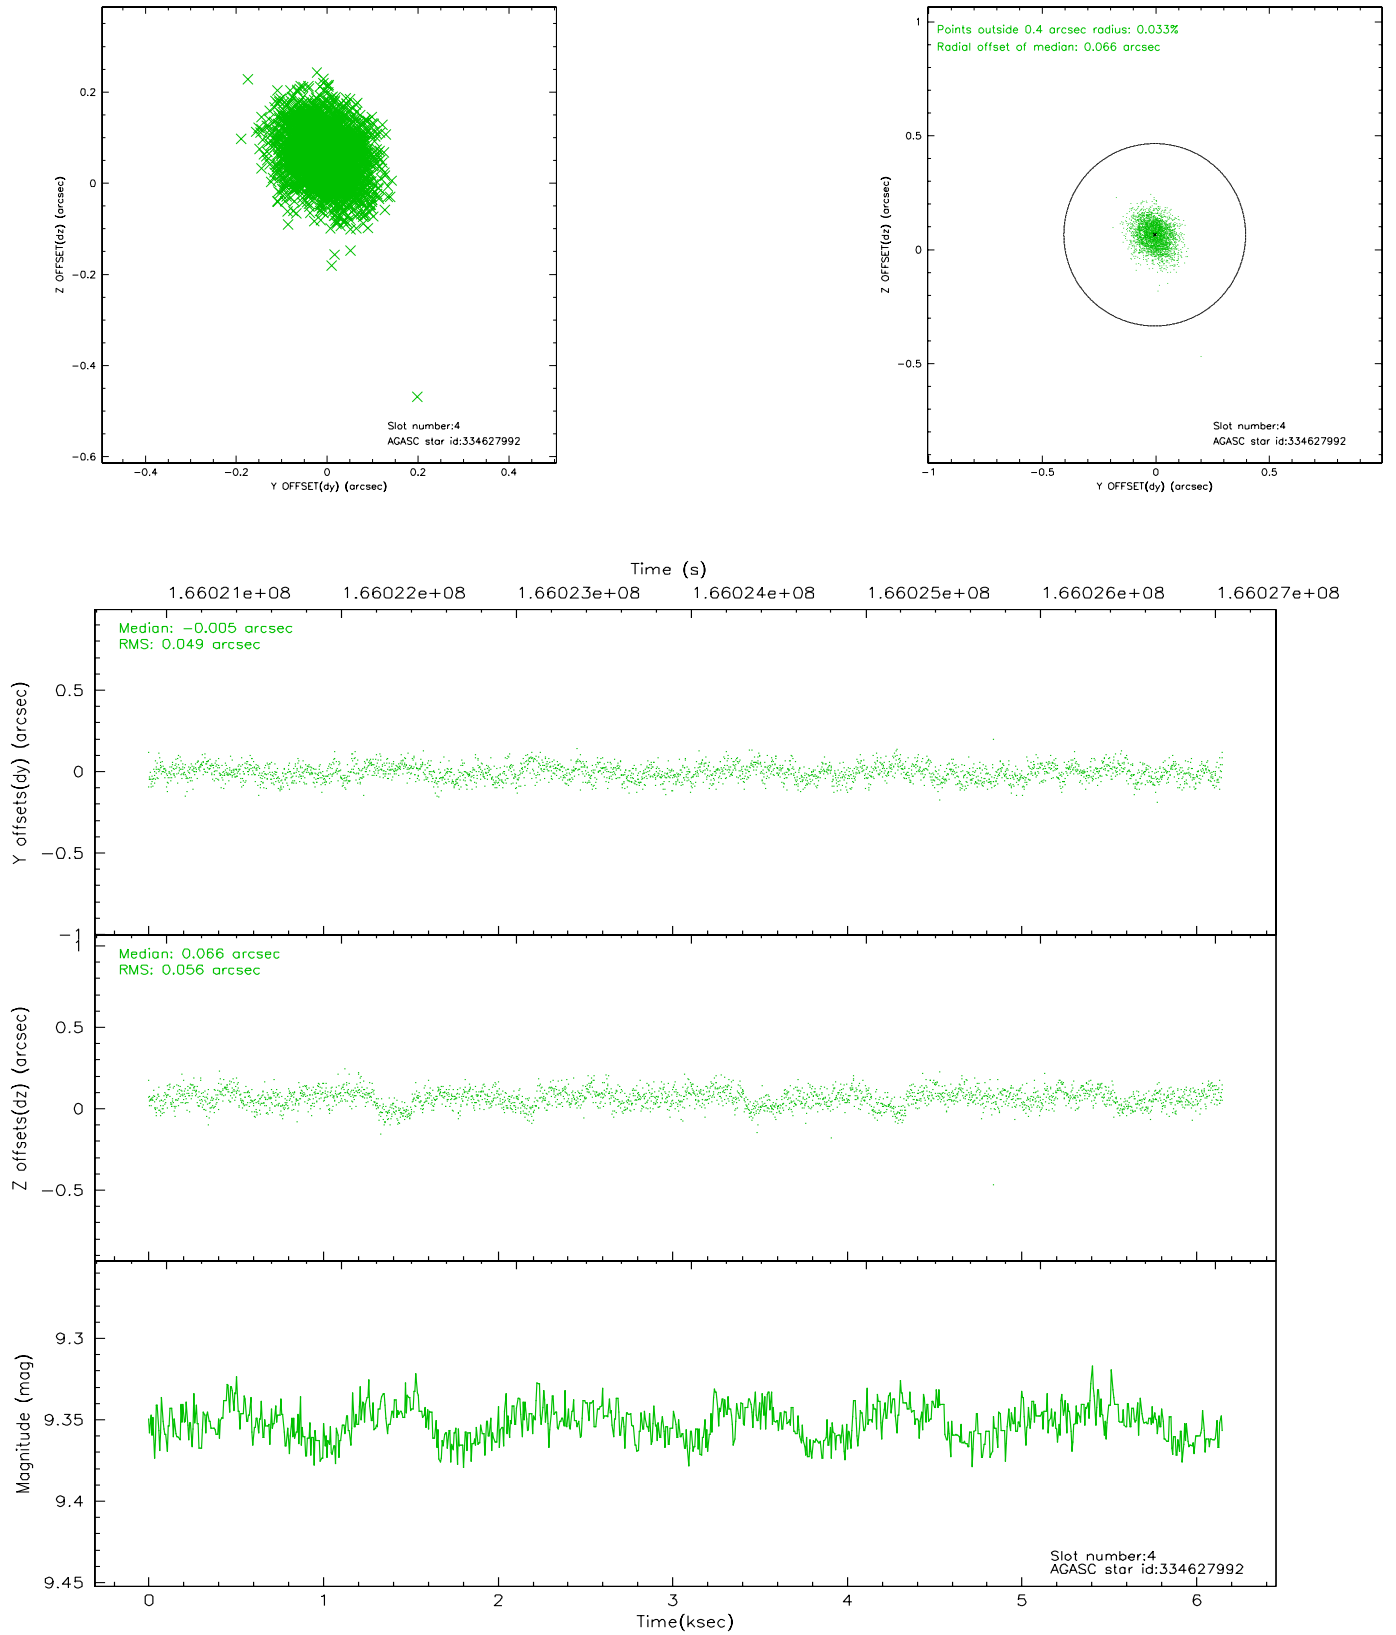 0.2
0
-0.2
-0.4
-0.6
Z OFFSET(dz) (arcsec)
Slot number:4
AGASC star id:334627992
-0.4 -0.2 0 0.2 0.4
Y OFFSET(dy) (arcsec)
Points outside 0.4 arcsec radius: 0.033%
Radial offset of median: 0.066 arcsec
1
0.5
0
-0.5
Z OFFSET(dz) (arcsec)
Slot number:4
AGASC star id:334627992
-1 -0.5 0 0.5
Y OFFSET(dy) (arcsec)
Time (s)
1.66021e+08 1.66022e+08 1.66023e+08 1.66024e+08 1.66025e+08 1.66026e+08 1.66027e+08
Median: -0.005 arcsec
RMS: 0.049 arcsec
0.5
0
-0.5
-1
Y offsets(dy) (arcsec)
Median: 0.066 arcsec
RMS: 0.056 arcsec
1
0.5
0
-0.5
Z offsets(dz) (arcsec)
9.3
9.35
9.4
9.45
Magnitude (mag)
Slot number:4
AGASC star id:334627992
0 1 2 3 4 5 6
Time(ksec)